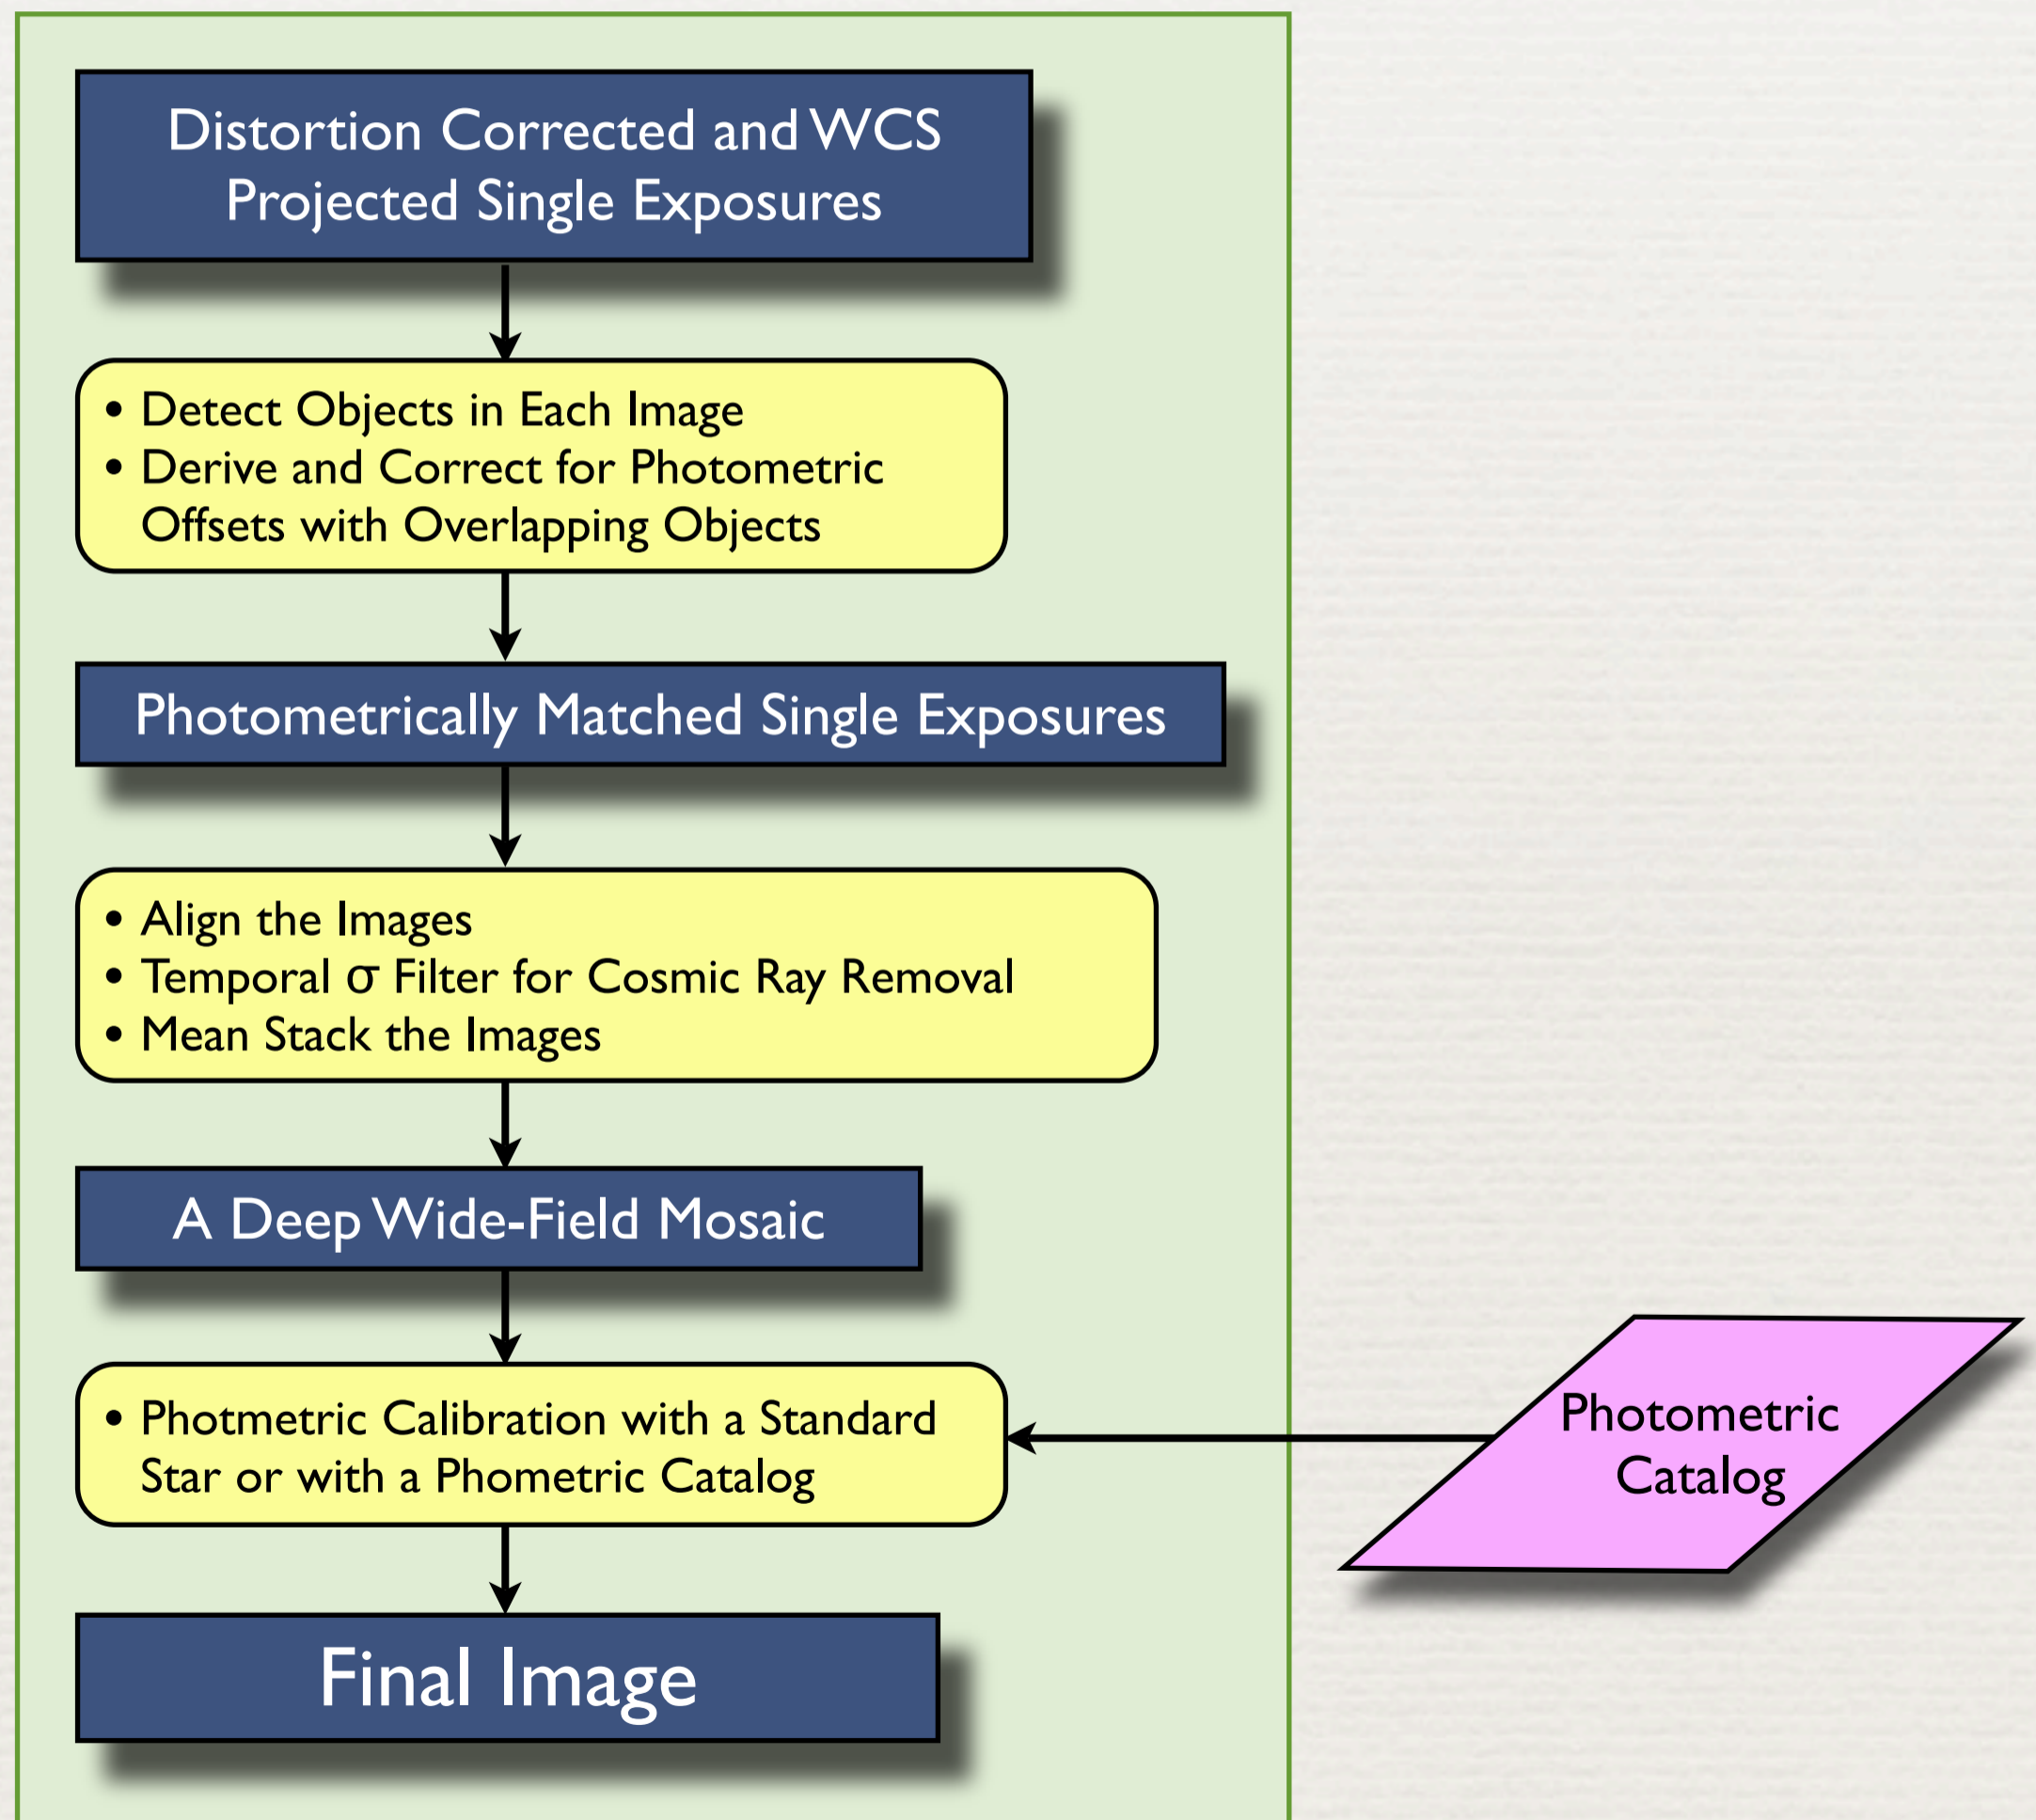 Distortion Corrected and WCS
Projected Single Exposures
• Detect Objects in Each Image
• Derive and Correct for Photometric
Offsets with Overlapping Objects
Photometrically Matched Single Exposures
• Align the Images
• Temporal σ Filter for Cosmic Ray Removal
• Mean Stack the Images
A Deep Wide-Field Mosaic
• Photmetric Calibration with a Standard
Star or with a Phometric Catalog
Photometric
Catalog
Final Image